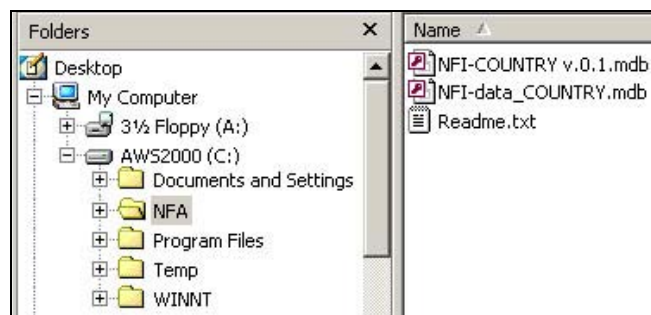 Folders
Desktop
My Computer
3½ Floppy (A:)
AWS2000 (C:)
Documents and Settings
NFA
Program Files
Temp
WINNT
Name
NFI-COUNTRY v.0.1.mdb
NFI-data_COUNTRY.mdb
Readme.txt